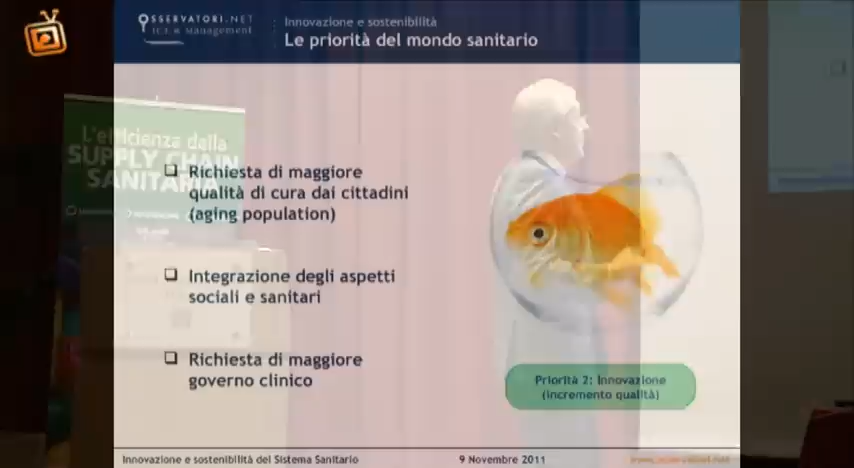 OSSERVATORI.NET
ICT & Management
Innovazione e sostenibilità
Le priorità del mondo sanitario
L'efficienza della
SUPPLY CHAIN
SANITARIA
Richiesta di maggiore
qualità di cura dai cittadini
(aging population)
Integrazione degli aspetti
sociali e sanitari
Richiesta di maggiore
governo clinico
Priorità 2: Innovazione
(incremento qualità)
Innovazione e sostenibilità del Sistema Sanitario
9 Novembre 2011